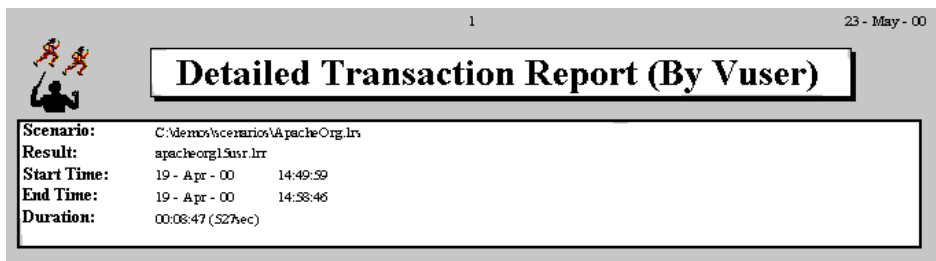 1
23 - May - 00
Detailed Transaction Report (By Vuser)
Scenario: C:\demos\scenarios\ApacheOrg.lrs
Result: apacheorg15usr.lrr
Start Time: 19 - Apr - 00 14:49:59
End Time: 19 - Apr - 00 14:58:46
Duration: 00:08:47 (527sec)